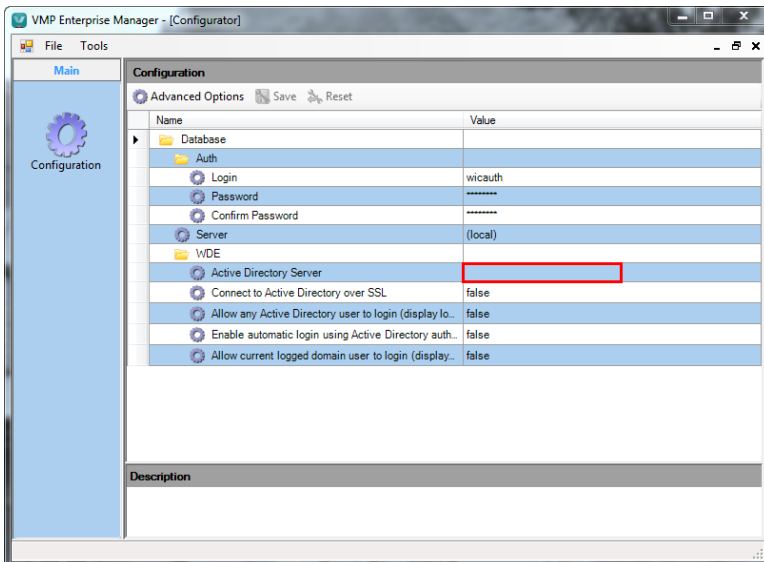 VMP Enterprise Manager - [Configurator]
File Tools
Main
Configuration
Configuration
Advanced Options Save Reset
Name Value
Database
Auth
Login wicauth
Password ********
Confirm Password ********
Server (local)
WDE
Active Directory Server
Connect to Active Directory over SSL false
Allow any Active Directory user to login (display lo... false
Enable automatic login using Active Directory auth... false
Allow current logged domain user to login (display... false
Description